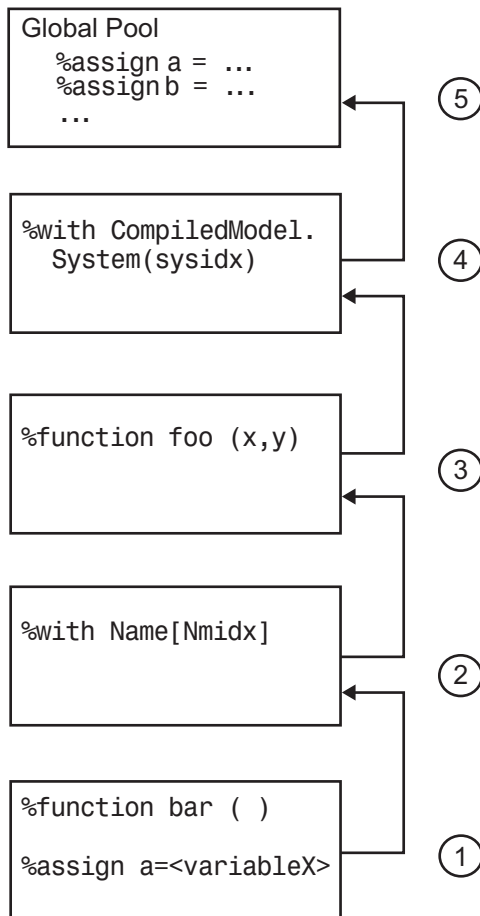 Global Pool
%assign a = ...
%assign b = ...
...
5
%with CompiledModel.
System(sysidx)
4
%function foo (x,y)
3
%with Name[Nmidx]
2
%function bar ( )
%assign a=<variableX>
1